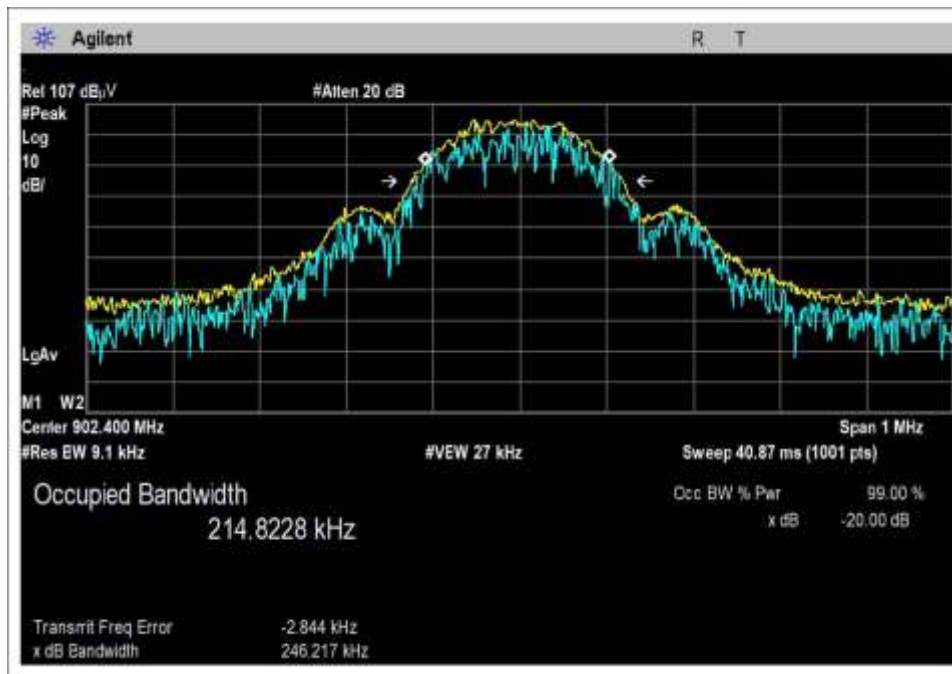 Agilent R T
Ref 107 dBµV #Atten 20 dB
#Peak
Log
10
dB/
LgAv
M1 W2
Center 902.400 MHz Span 1 MHz
#Res BW 9.1 kHz #VBW 27 kHz Sweep 40.87 ms (1001 pts)
Occupied Bandwidth Occ BW % Pwr 99.00 %
214.8228 kHz x dB -20.00 dB
Transmit Freq Error -2.844 kHz
x dB Bandwidth 246.217 kHz